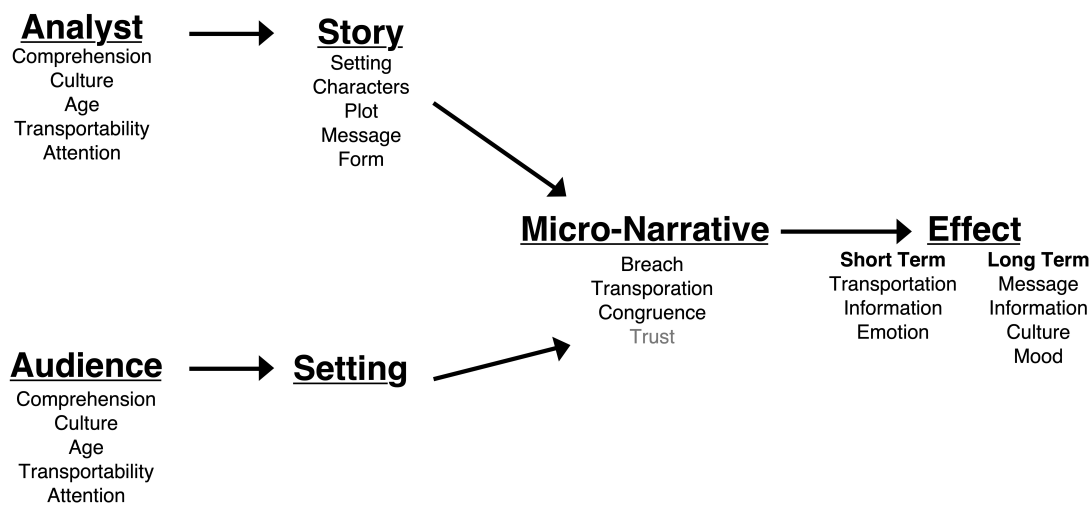 Analyst
Comprehension
Culture
Age
Transportability
Attention
Story
Setting
Characters
Plot
Message
Form
Micro-Narrative
Breach
Transporation
Congruence
Trust
Effect
Short Term
Transportation
Information
Emotion
Long Term
Message
Information
Culture
Mood
Audience
Comprehension
Culture
Age
Transportability
Attention
Setting